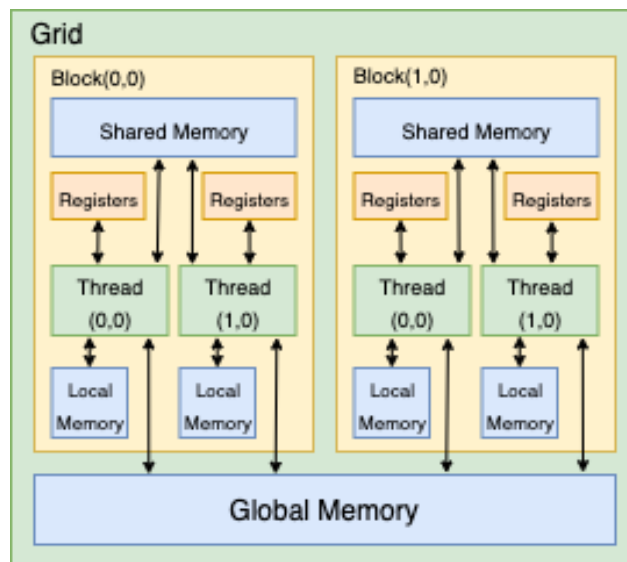 Grid
Block(0,0)
Shared Memory
Registers
Registers
Thread
(0,0)
Thread
(1,0)
Local
Memory
Local
Memory
Block(1,0)
Shared Memory
Registers
Registers
Thread
(0,0)
Thread
(1,0)
Local
Memory
Local
Memory
Global Memory